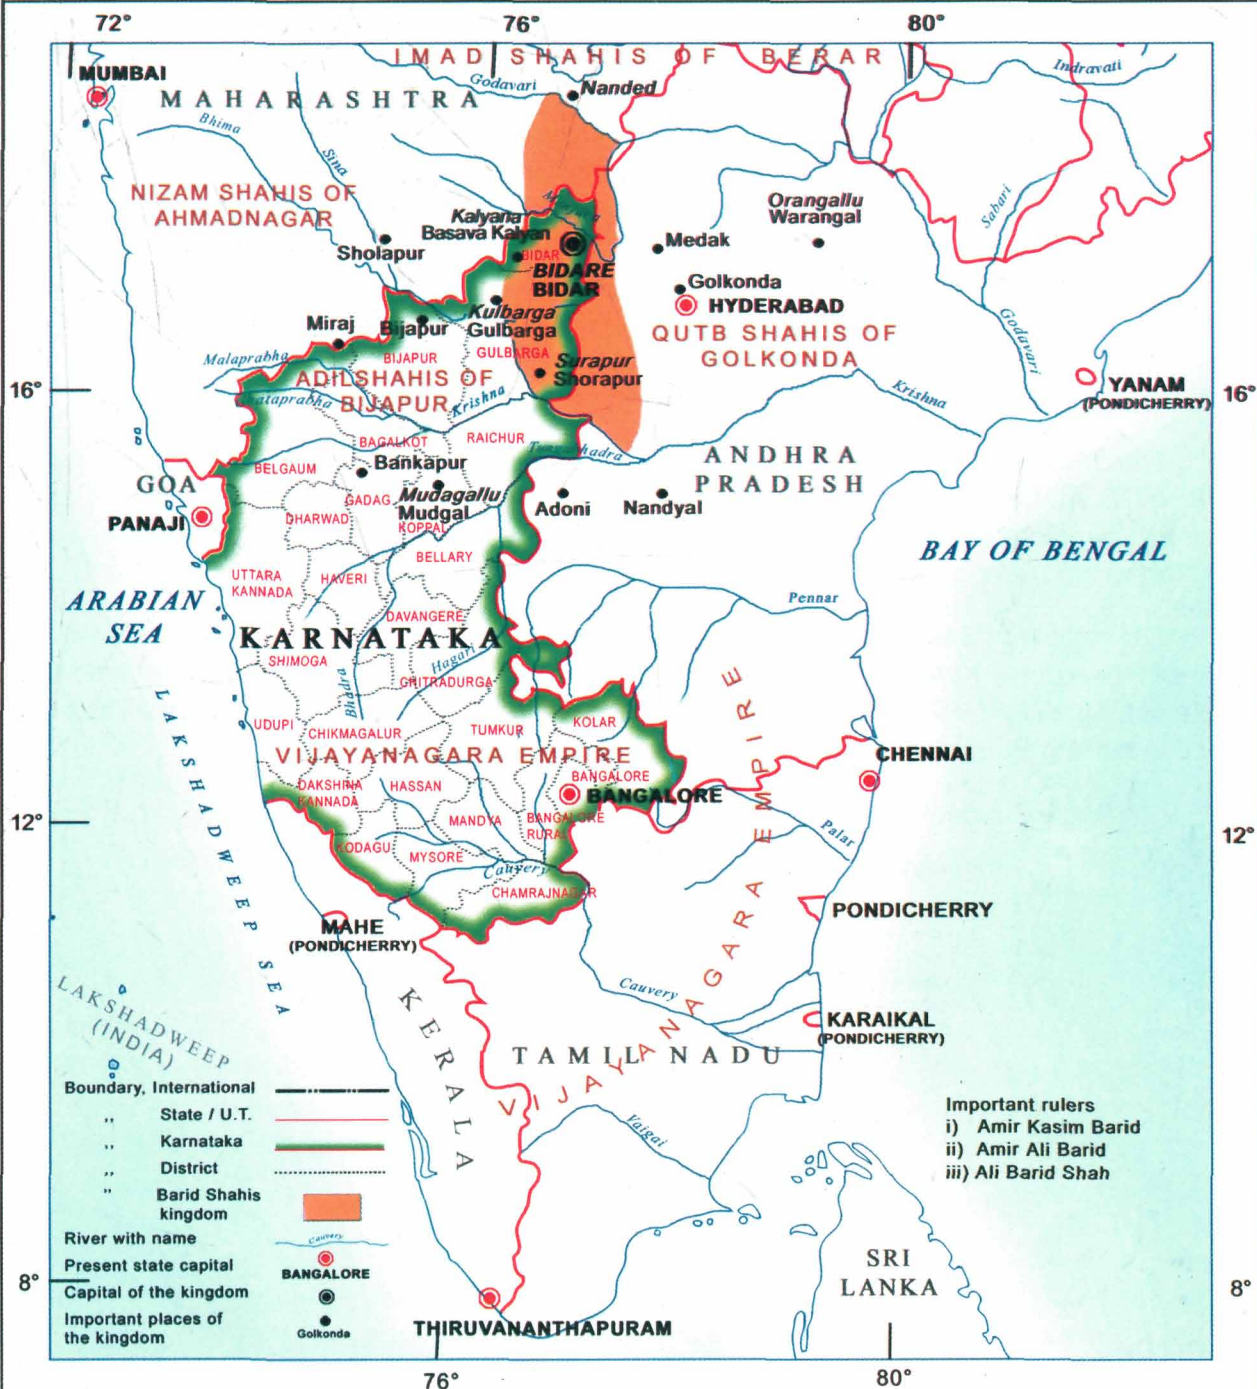 72°
76°
80°
IMAD SHAHIS OF BERAR
MUMBAI
Godavari
Nanded
Indravati
MAHARASHTRA
Bhima
Sina
NIZAM SHAHIS OF
AHMADNAGAR
Sabari
Orangallu
Warangal
Kalyana
Basava Kalyan
Sholapur
Medak
BIDAR
BIDARE
BIDAR
Golkonda
HYDERABAD
Kulbarga
Gulbarga
Miraj
Bijapur
QUTB SHAHIS OF
GOLKONDA
Godavari
Malaprabha
BIJAPUR
GULBARGA
Surapur
Shorapur
ADILSHAHIS OF
BIJAPUR
16°
Ghataprabha
Krishna
Krishna
YANAM
(PONDICHERRY)
16°
BAGALKOT
RAICHUR
Tungabhadra
BELGAUM
Bankapur
ANDHRA
PRADESH
GOA
GADAG
Mudagallu
Mudgal
Adoni
Nandyal
PANAJI
DHARWAD
KOPPAL
BELLARY
BAY OF BENGAL
UTTARA
KANNADA
HAVERI
ARABIAN
SEA
Pennar
DAVANGERE
KARNATAKA
SHIMOGA
Hagari
CHITRADURGA
Bhadra
UDUPI
CHIKMAGALUR
TUMKUR
KOLAR
VIJAYANAGARA EMPIRE
CHENNAI
DAKSHINA
KANNADA
HASSAN
BANGALORE
BANGALORE
MANDYA
BANGALORE
RURAL
12°
12°
Palar
KODAGU
MYSORE
Cauvery
CHAMRAJNAGAR
LAKSHADWEEP SEA
MAHE
(PONDICHERRY)
PONDICHERRY
Cauvery
LAKSHADWEEP
(INDIA)
KERALA
KARAIKAL
(PONDICHERRY)
TAMIL NADU
VIJAYANAGARA EMPIRE
Vaigai
Boundary, International
,, State / U.T.
,, Karnataka
,, District
" Barid Shahis
kingdom
River with name
Cauvery
Present state capital
BANGALORE
Capital of the kingdom
Important places of
the kingdom
Golkonda
Important rulers
i) Amir Kasim Barid
ii) Amir Ali Barid
iii) Ali Barid Shah
SRI
LANKA
8°
8°
THIRUVANANTHAPURAM
76°
80°